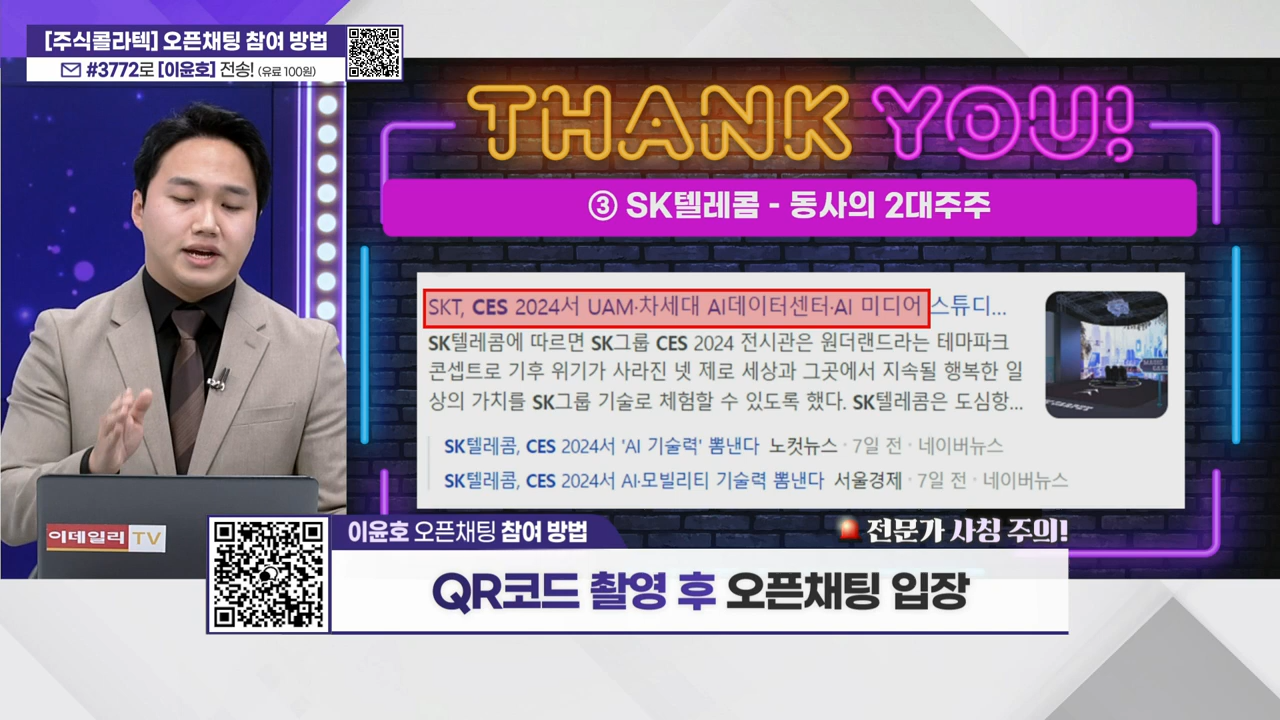 [주식콜라텍] 오픈채팅 참여 방법
#3772로 [이윤호] 전송! (유료 100원)
THANK YOU!
③ SK텔레콤 - 동사의 2대주주
SKT, CES 2024서 UAM·차세대 AI데이터센터·AI 미디어 스튜디...
SK텔레콤에 따르면 SK그룹 CES 2024 전시관은 원더랜드라는 테마파크
콘셉트로 기후 위기가 사라진 넷 제로 세상과 그곳에서 지속될 행복한 일
상의 가치를 SK그룹 기술로 체험할 수 있도록 했다. SK텔레콤은 도심항...
SK텔레콤, CES 2024서 'AI 기술력' 뽐낸다 노컷뉴스 · 7일 전 · 네이버뉴스
SK텔레콤, CES 2024서 AI·모빌리티 기술력 뽐낸다 서울경제 · 7일 전 · 네이버뉴스
이데일리TV
이윤호 오픈채팅 참여 방법
전문가 사칭 주의!
QR코드 촬영 후 오픈채팅 입장